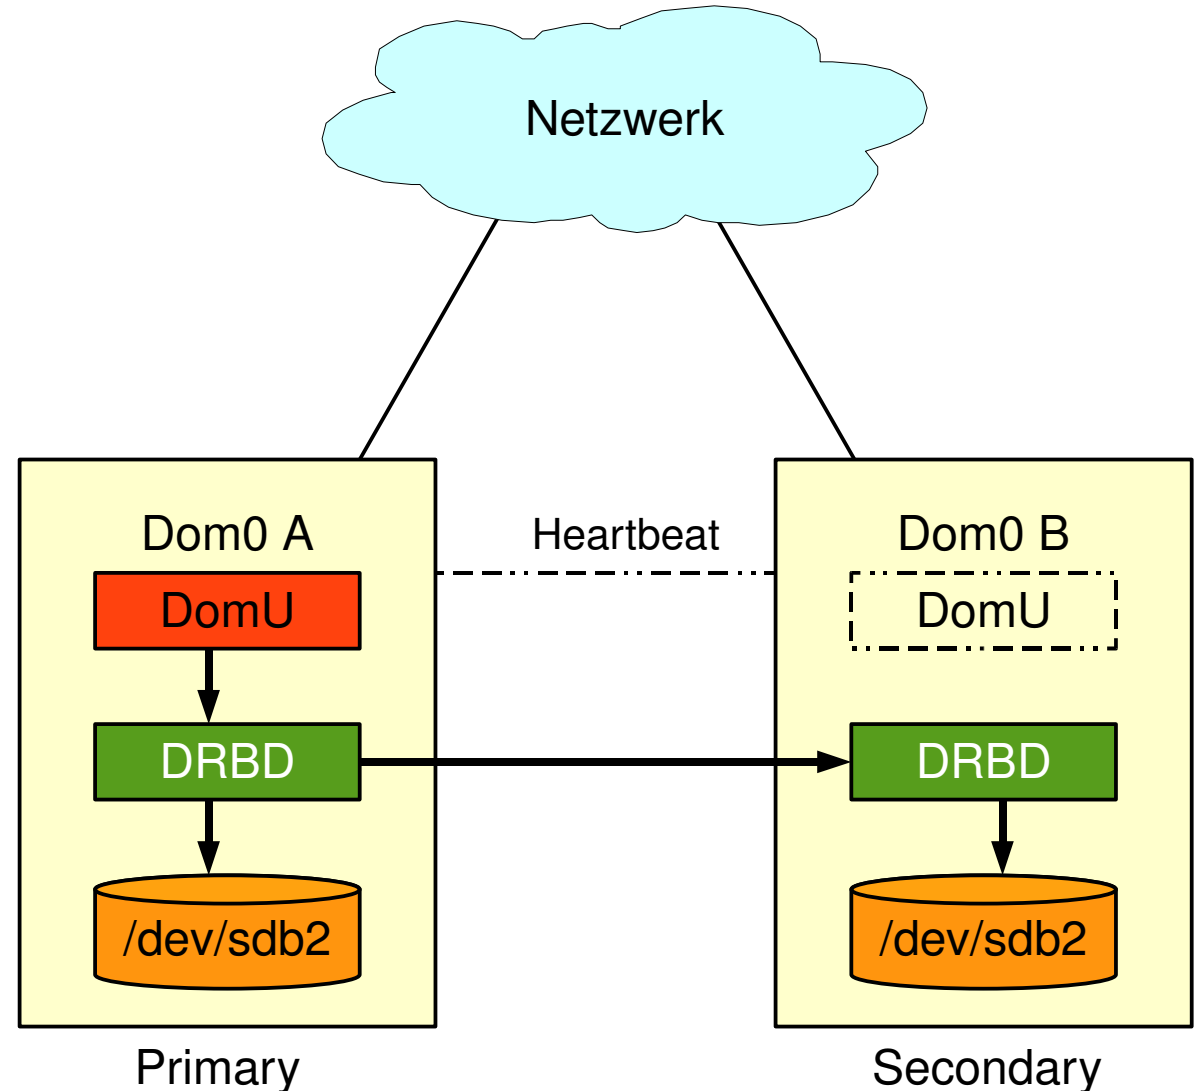 Netzwerk
Dom0 A
Heartbeat
Dom0 B
DomU
DomU
DRBD
DRBD
/dev/sdb2
/dev/sdb2
Primary
Secondary